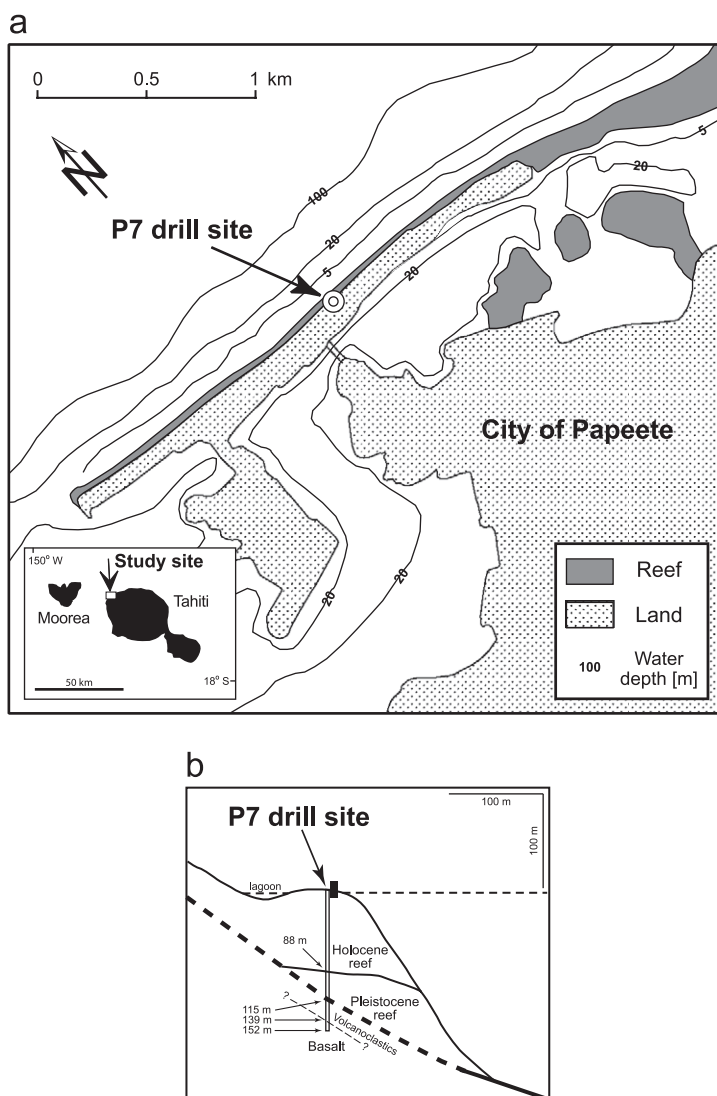 a
0 0.5 1 km
N
100
20
5
5
20
20
P7 drill site
City of Papeete
20
20
150° W
Study site
Moorea
Tahiti
50 km
18° S
Reef
Land
100 Water
depth [m]
b
100 m
100 m
P7 drill site
lagoon
88 m
Holocene
reef
Pleistocene
reef
?
115 m
139 m
152 m
Volcanoclastics
?
Basalt